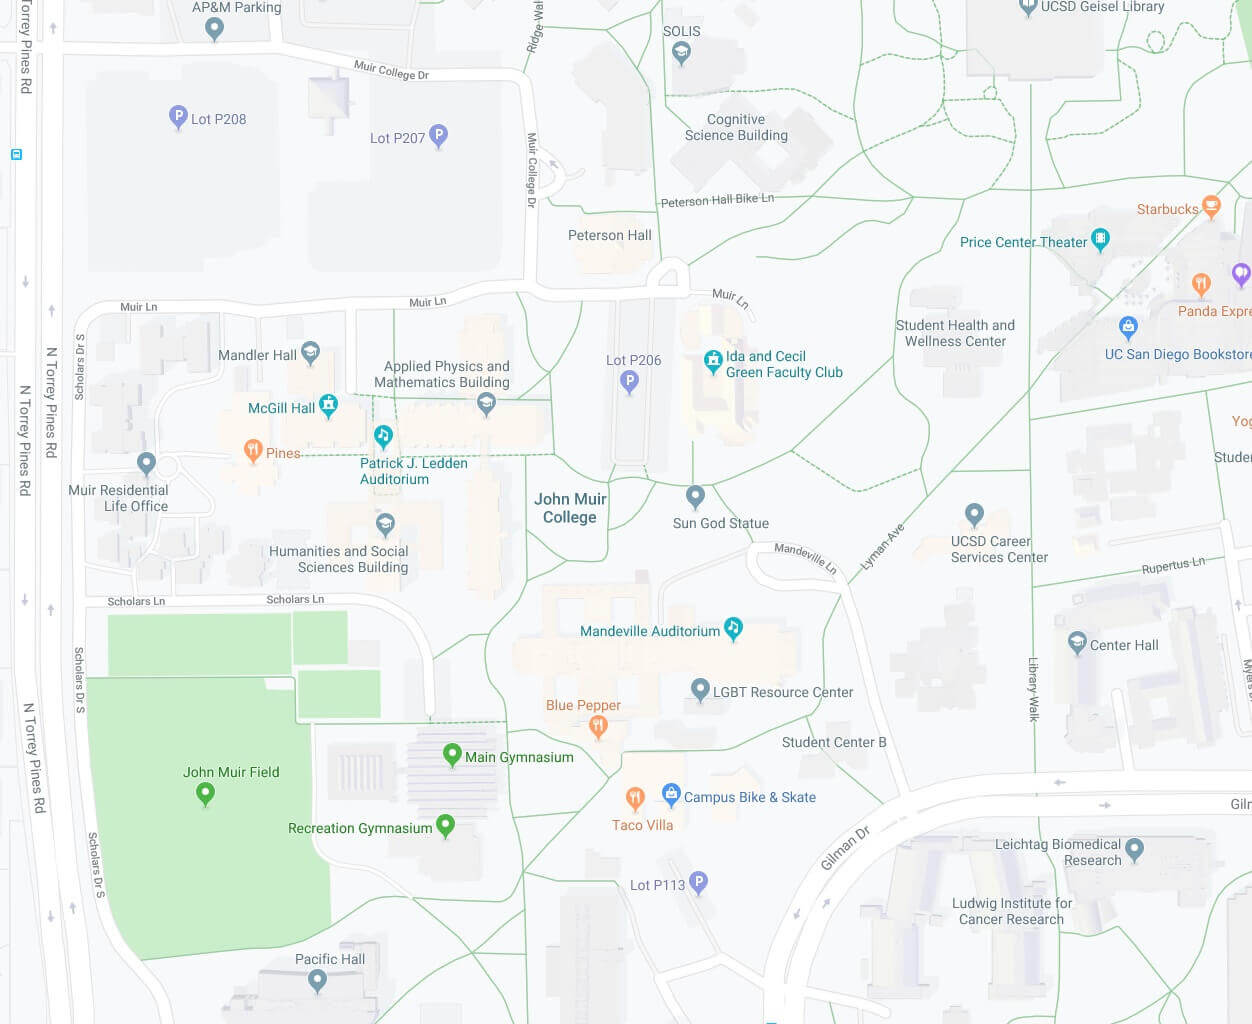 AP&M Parking
UCSD Geisel Library
SOLIS
Ridge Wal
N Torrey Pines Rd
Muir College Dr
Lot P208
Lot P207
Cognitive
Science Building
Muir College Dr
Peterson Hall Bike Ln
Starbucks
Peterson Hall
Price Center Theater
Panda Expre
Muir Ln
Muir Ln
Muir Ln
Student Health and
Wellness Center
UC San Diego Bookstore
Mandler Hall
Scholars Dr S
N Torrey Pines Rd
N Torrey Pines Rd
Applied Physics and
Mathematics Building
Lot P206
Ida and Cecil
Green Faculty Club
McGill Hall
Yog
Pines
Patrick J. Ledden
Auditorium
Studen
Muir Residential
Life Office
John Muir
College
Sun God Statue
Humanities and Social
Sciences Building
UCSD Career
Services Center
Mandeville Ln
Lyman Ave
Rupertus Ln
Scholars Ln
Scholars Ln
Mandeville Auditorium
Center Hall
Scholars Dr S
Library Walk
Myers D
LGBT Resource Center
Blue Pepper
N Torrey Pines Rd
Student Center B
Main Gymnasium
John Muir Field
Campus Bike & Skate
Taco Villa
Gilm
Recreation Gymnasium
Gilman Dr
Leichtag Biomedical
Research
Scholars Dr S
Lot P113
Ludwig Institute for
Cancer Research
Pacific Hall